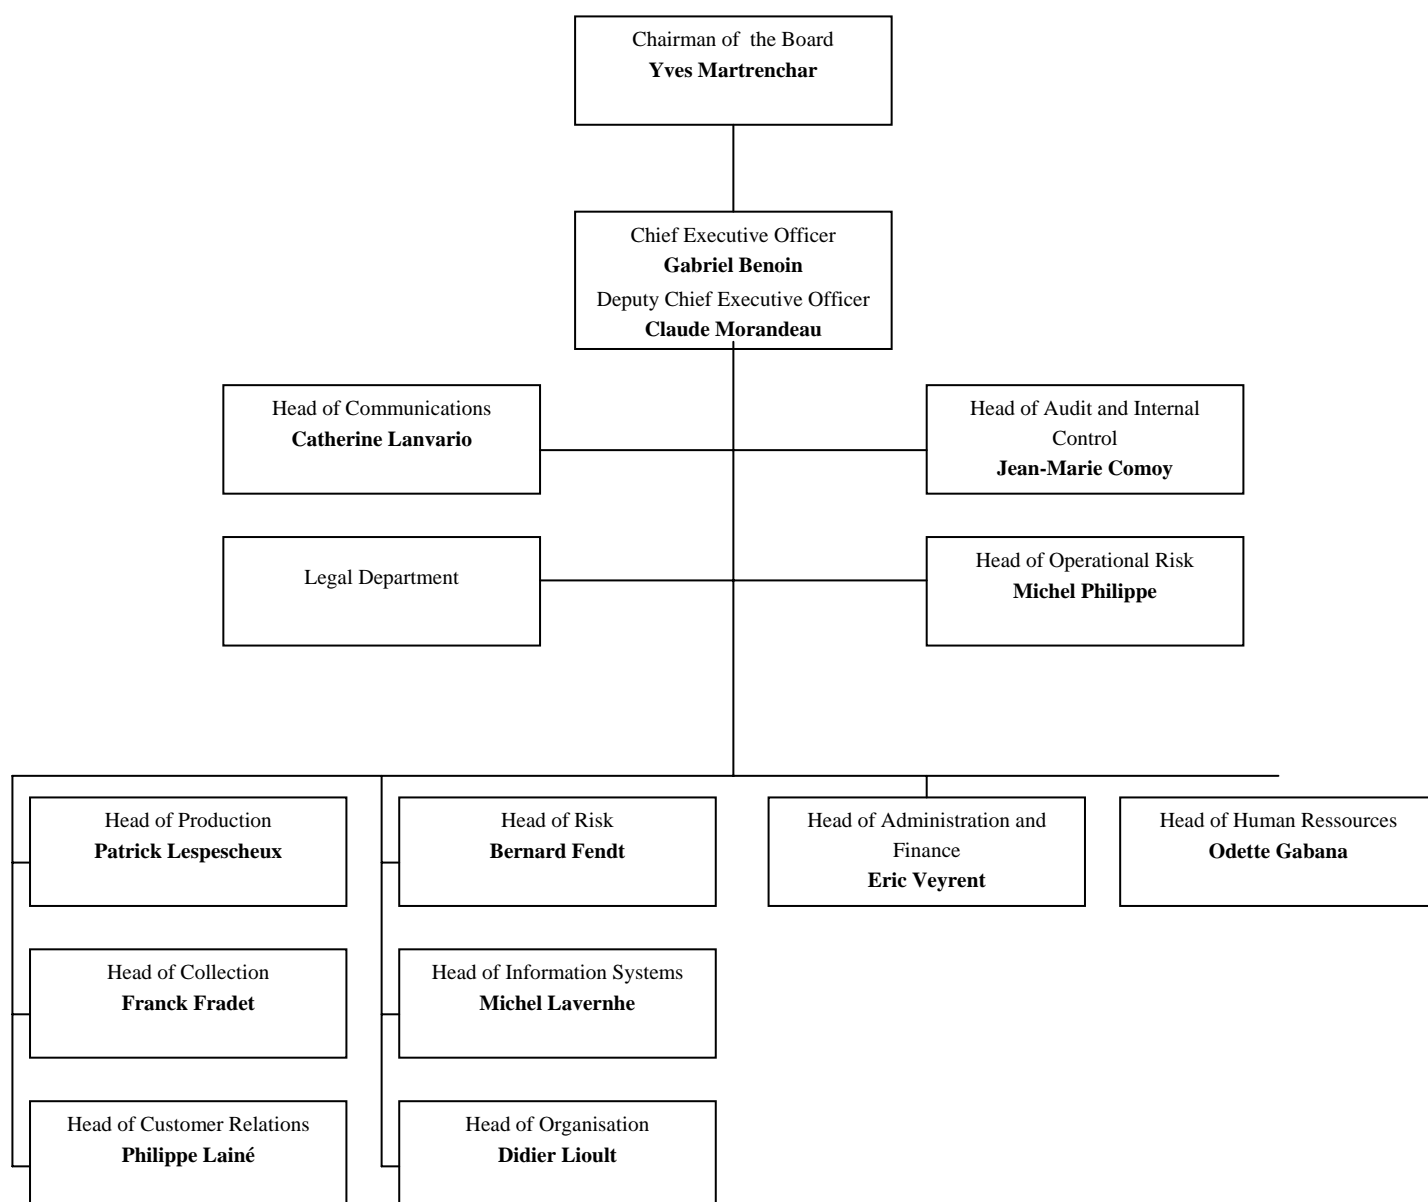 Chairman of the Board
Yves Martrenchar
Chief Executive Officer
Gabriel Benoin
Deputy Chief Executive Officer
Claude Morandeau
Head of Communications
Catherine Lanvario
Head of Audit and Internal
Control
Jean-Marie Comoy
Legal Department
Head of Operational Risk
Michel Philippe
Head of Production
Patrick Lespescheux
Head of Risk
Bernard Fendt
Head of Administration and
Finance
Eric Veyrent
Head of Human Ressources
Odette Gabana
Head of Collection
Franck Fradet
Head of Information Systems
Michel Lavernhe
Head of Customer Relations
Philippe Lainé
Head of Organisation
Didier Lioult